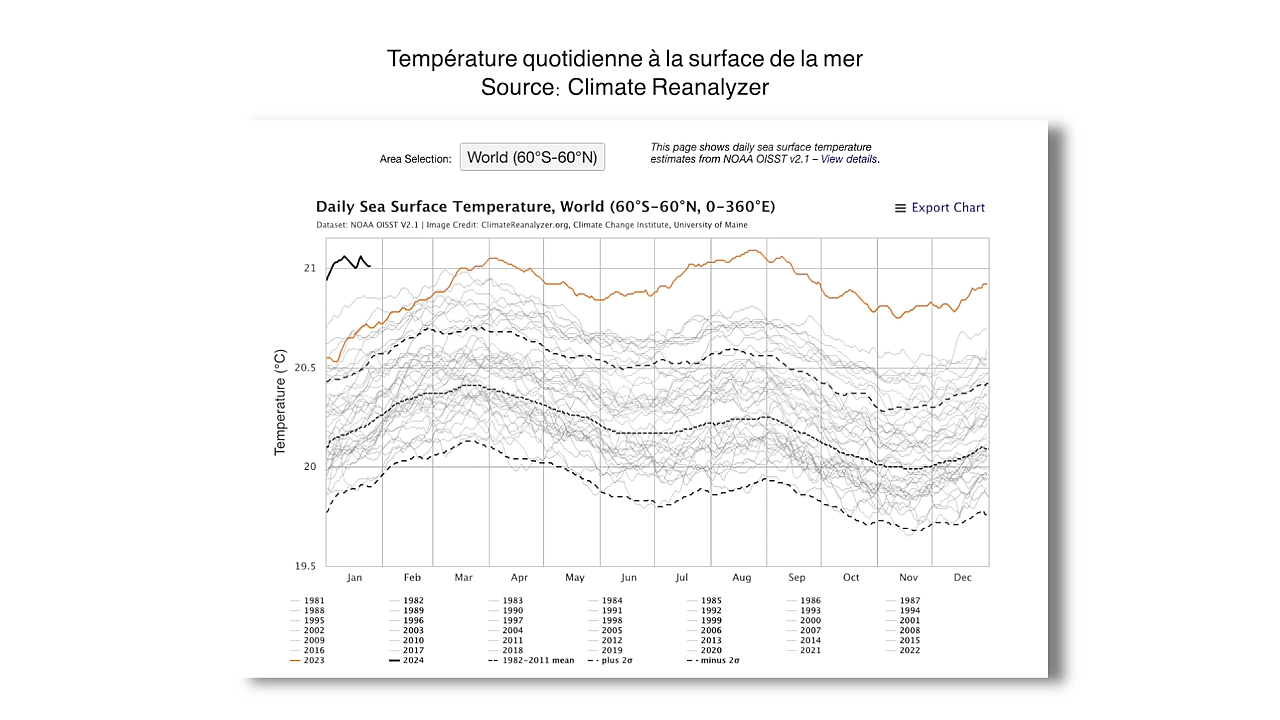 Température quotidienne à la surface de la mer
Source: Climate Reanalyzer
Area Selection:
World (60°S-60°N)
This page shows daily sea surface temperature
estimates from NOAA OISST v2.1 – View details.
Daily Sea Surface Temperature, World (60°S–60°N, 0–360°E)
Export Chart
Dataset: NOAA OISST V2.1 | Image Credit: ClimateReanalyzer.org, Climate Change Institute, University of Maine
21
20.5
20
19.5
Temperature (°C)
Jan Feb Mar Apr May Jun Jul Aug Sep Oct Nov Dec
1981 1982 1983 1984 1985 1986 1987
1988 1989 1990 1991 1992 1993 1994
1995 1996 1997 1998 1999 2000 2001
2002 2003 2004 2005 2006 2007 2008
2009 2010 2011 2012 2013 2014 2015
2016 2017 2018 2019 2020 2021 2022
2023 2024 1982–2011 mean plus 2σ minus 2σ